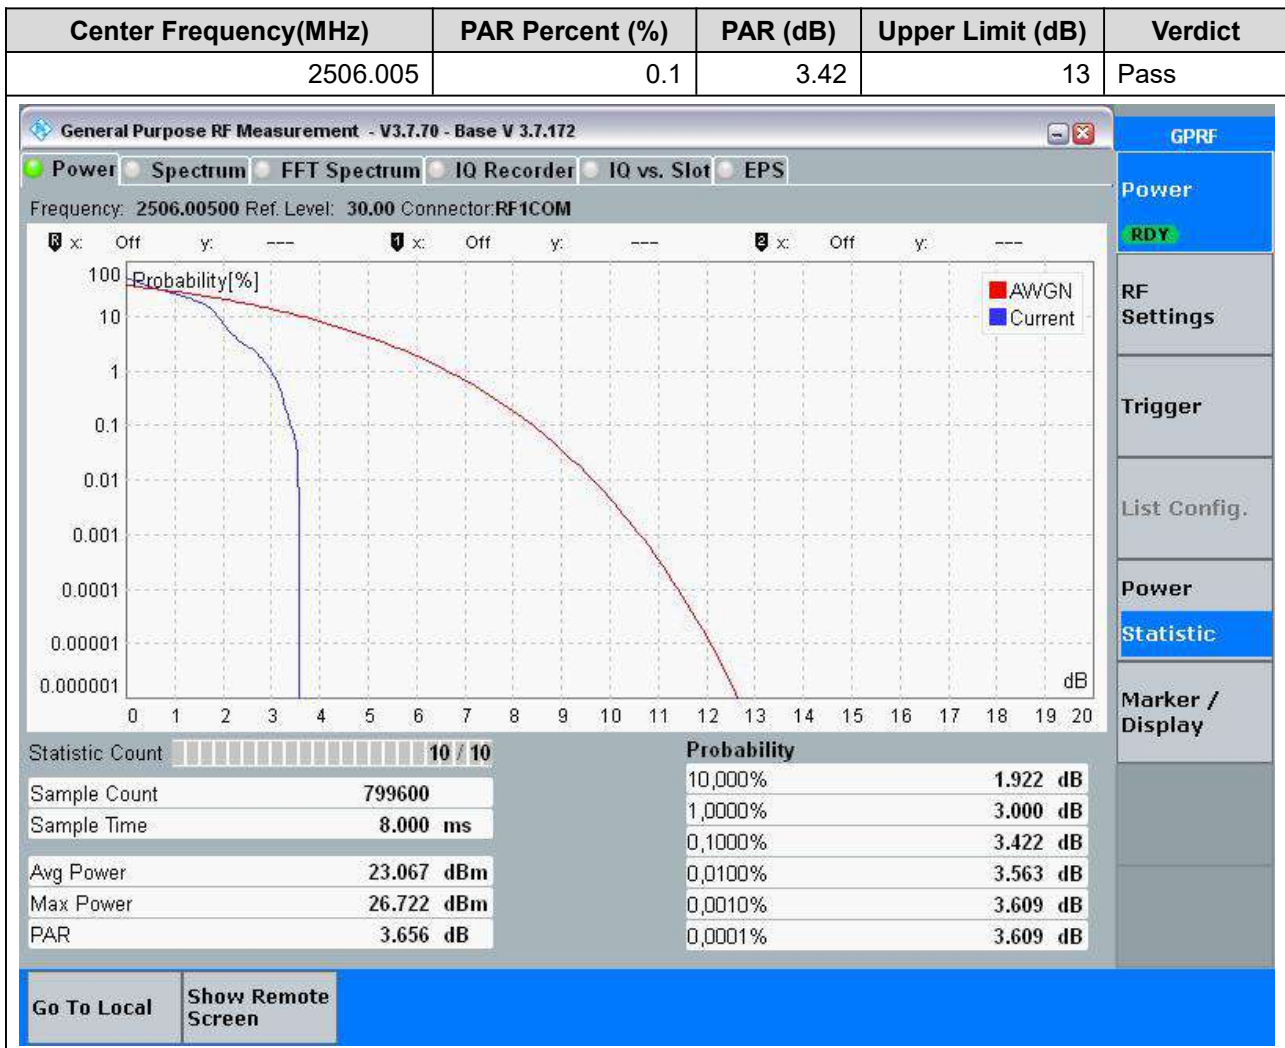 Center Frequency(MHz) PAR Percent (%) PAR (dB) Upper Limit (dB) Verdict
2506.005 0.1 3.42 13 Pass
General Purpose RF Measurement - V3.7.70 - Base V 3.7.172
GPRF
Power Spectrum FFT Spectrum IQ Recorder IQ vs. Slot EPS
Power
RDY
Frequency: 2506.00500 Ref. Level: 30.00 Connector:RF1COM
R x: Off y: --- 1 x: Off y: --- 2 x: Off y: ---
Probability[%]
AWGN
Current
100
10
1
0.1
0.01
0.001
0.0001
0.00001
0.000001
dB
0 1 2 3 4 5 6 7 8 9 10 11 12 13 14 15 16 17 18 19 20
RF
Settings
Trigger
List Config.
Power
Statistic
Marker /
Display
Statistic Count 10 / 10
Sample Count 799600
Sample Time 8.000 ms
Avg Power 23.067 dBm
Max Power 26.722 dBm
PAR 3.656 dB
Probability
10,000% 1.922 dB
1,0000% 3.000 dB
0,1000% 3.422 dB
0,0100% 3.563 dB
0,0010% 3.609 dB
0,0001% 3.609 dB
Go To Local
Show Remote
Screen